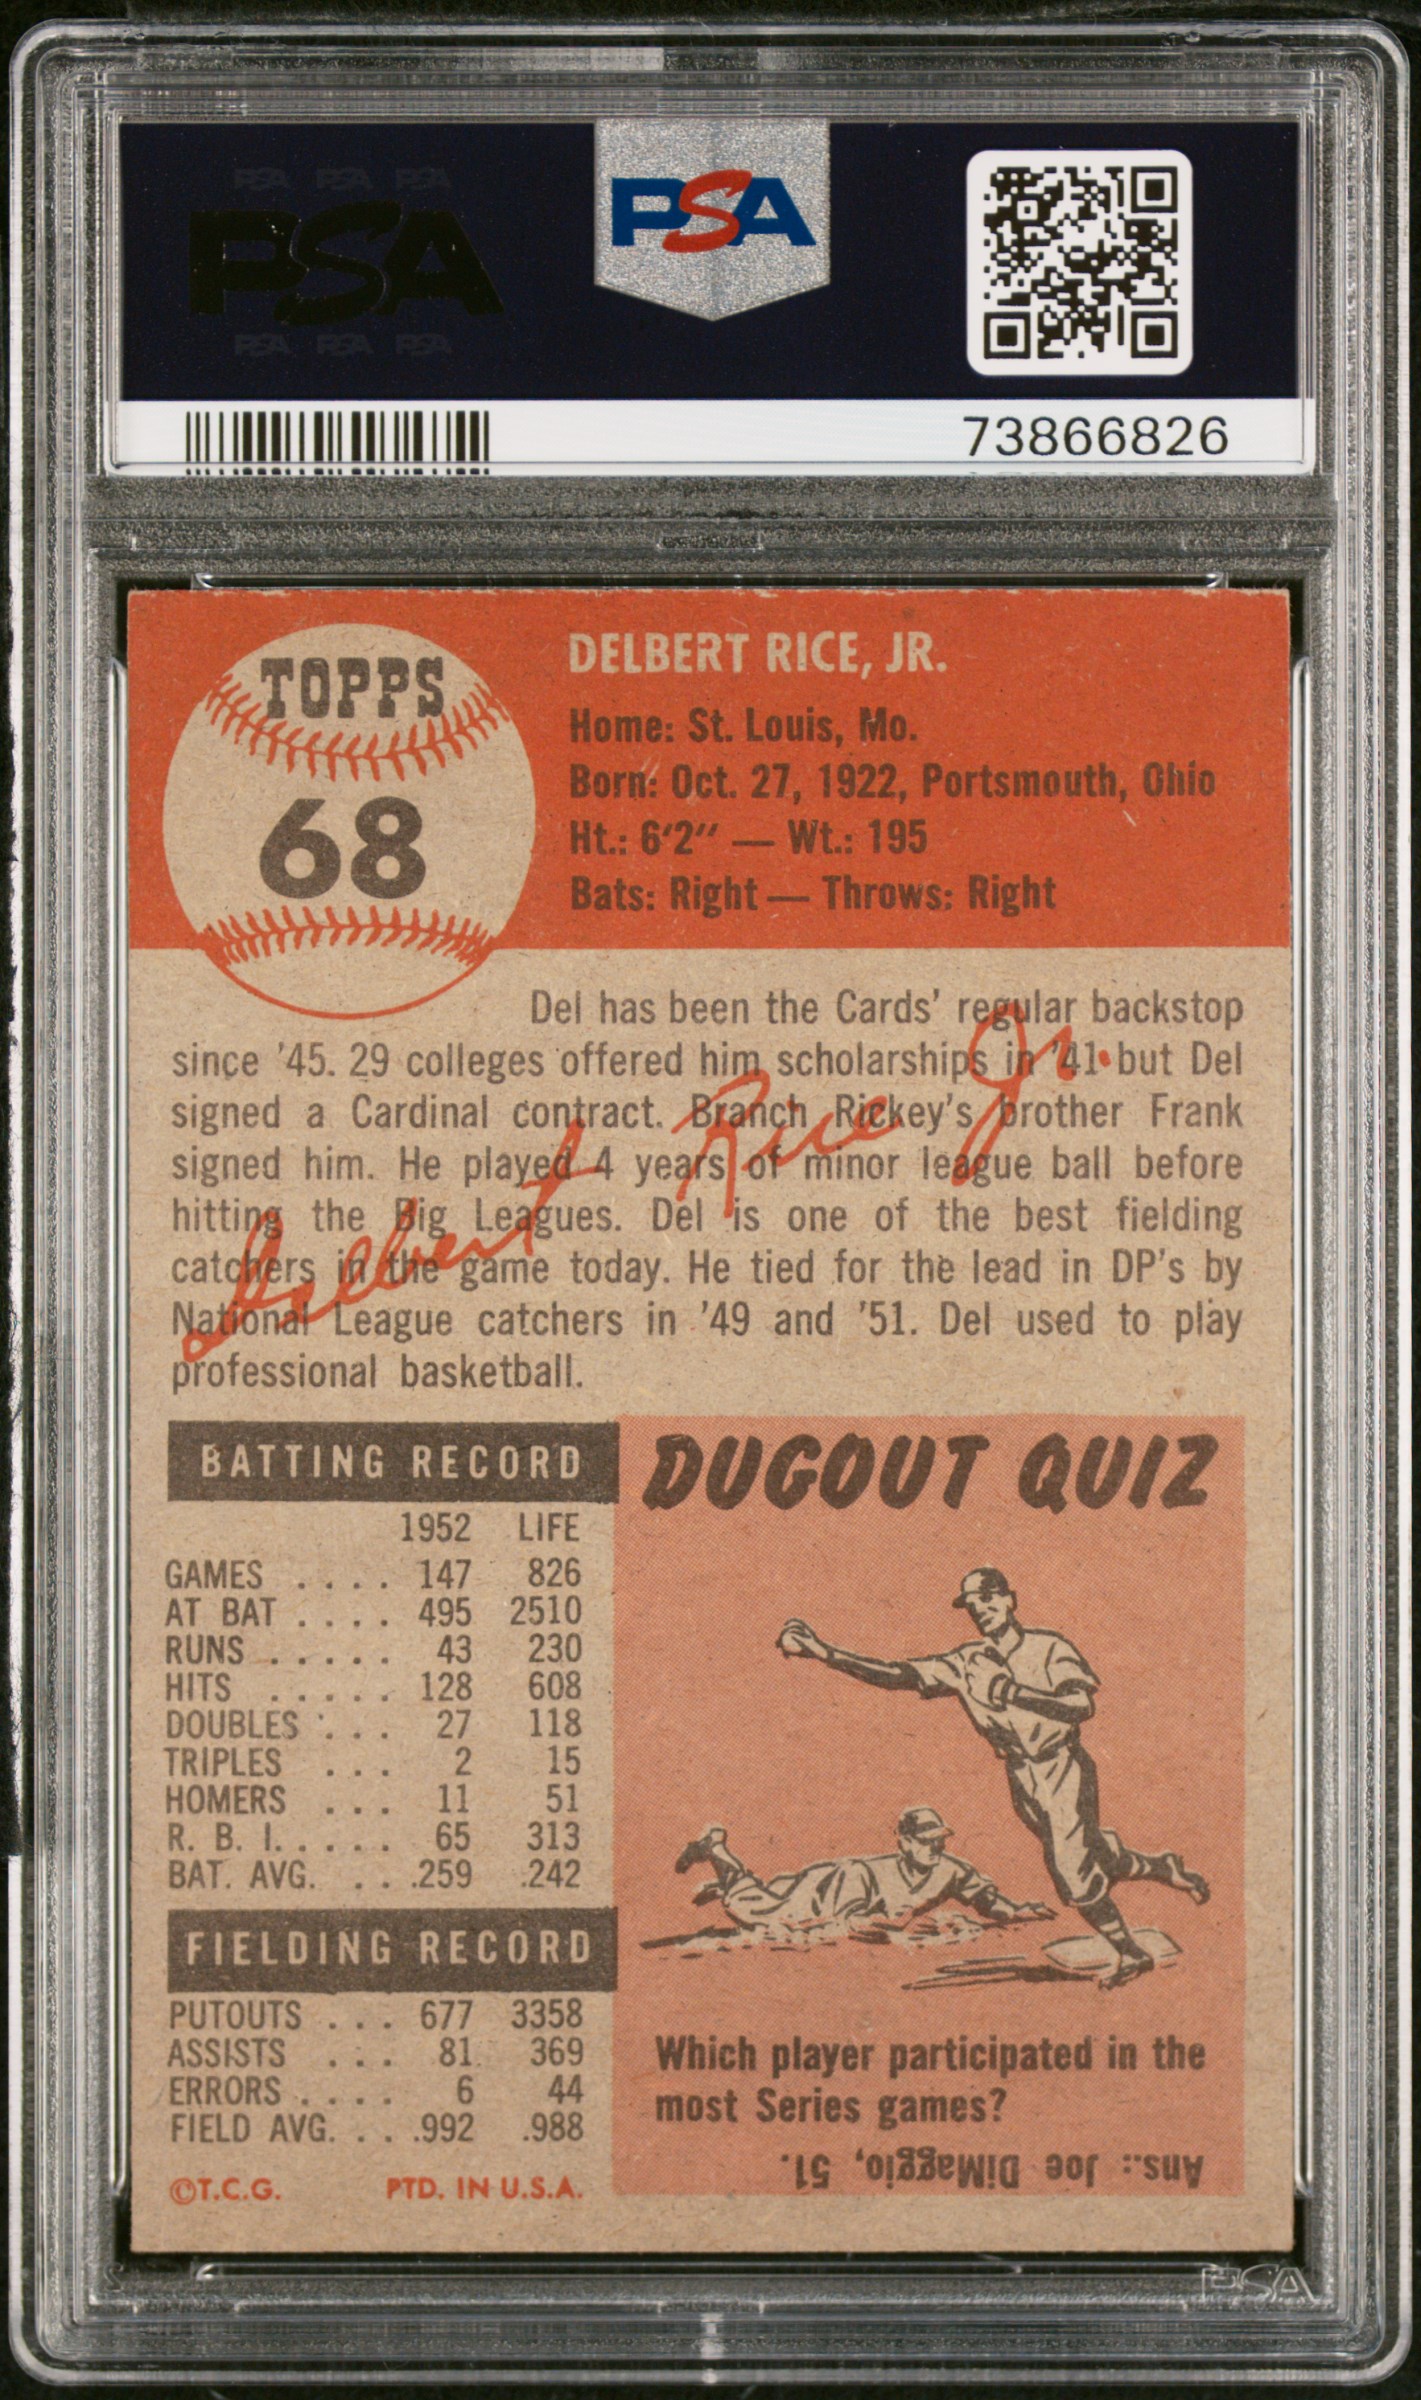 PSA PSA PSA
PSA
PSA PSA PSA
PSA
73866826
TOPPS
68
DELBERT RICE, JR.
Home: St. Louis, Mo.
Born: Oct. 27, 1922, Portsmouth, Ohio
Ht.: 6'2" — Wt.: 195
Bats: Right — Throws: Right
Del has been the Cards' regular backstop
since '45. 29 colleges offered him scholarships in '41 but Del
signed a Cardinal contract. Branch Rickey's brother Frank
signed him. He played 4 years of minor league ball before
hitting the Big Leagues. Del is one of the best fielding
catchers in the game today. He tied for the lead in DP's by
National League catchers in '49 and '51. Del used to play
professional basketball.
Delbert Rice Jr.
BATTING RECORD
1952 LIFE
GAMES . . . . 147 826
AT BAT . . . . 495 2510
RUNS . . . . . 43 230
HITS . . . . . 128 608
DOUBLES . . . 27 118
TRIPLES . . . 2 15
HOMERS . . . 11 51
R. B. I. . . . . 65 313
BAT. AVG. . . . .259 .242
FIELDING RECORD
PUTOUTS . . . 677 3358
ASSISTS . . . 81 369
ERRORS . . . . 6 44
FIELD AVG. . . . .992 .988
©T.C.G. PTD. IN U.S.A.
DUGOUT QUIZ
Which player participated in the
most Series games?
Ans.: Joe DiMaggio, 51.
PSA